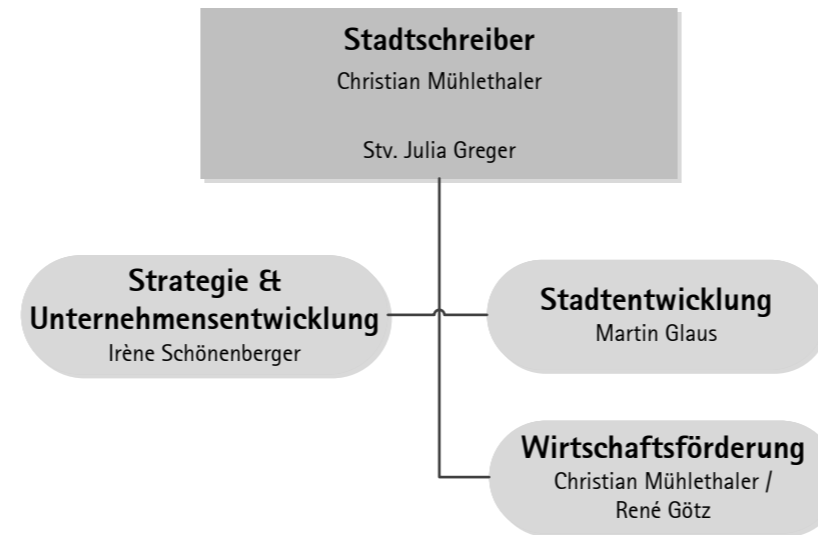 Stadtschreiber
Christian Mühlethaler
Stv. Julia Greger
Strategie &
Unternehmensentwicklung
Irène Schönenberger
Stadtentwicklung
Martin Glaus
Wirtschaftsförderung
Christian Mühlethaler /
René Götz